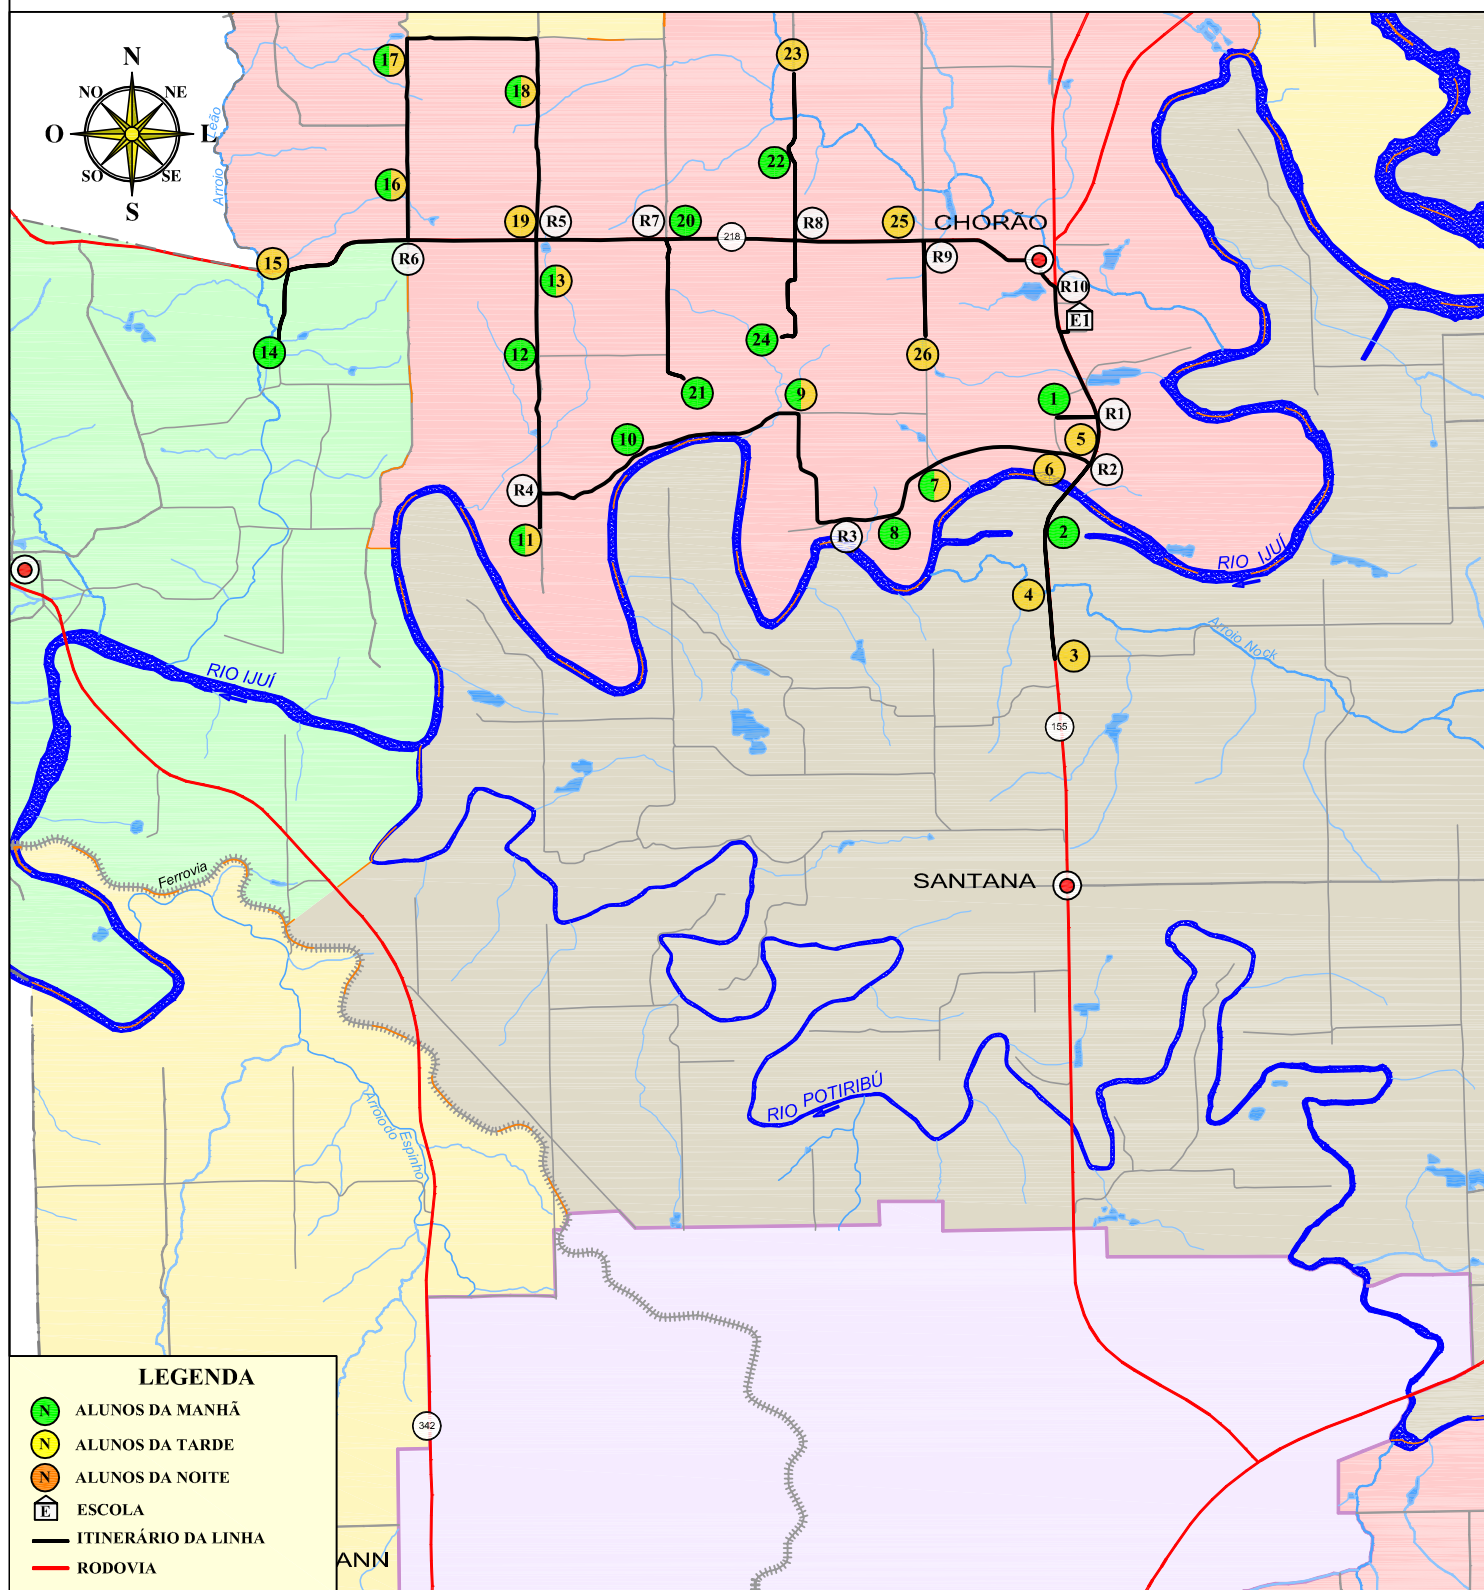 N
NO
NE
O
L
SO
SE
S
Arroio Leão
17
18
23
22
16
19
R5
R7
20
218
R8
25
CHORÃO
R6
15
R9
R10
E1
13
14
12
24
26
21
9
1
R1
10
5
6
R2
R4
7
11
R3
8
2
RIO IJUÍ
4
Arroio Nock
3
RIO IJUÍ
155
Ferrovia
SANTANA
RIO POTIRIBÚ
Arroio do Espinho
342
LEGENDA
N ALUNOS DA MANHÃ
N ALUNOS DA TARDE
N ALUNOS DA NOITE
E ESCOLA
ITINERÁRIO DA LINHA
RODOVIA
ANN